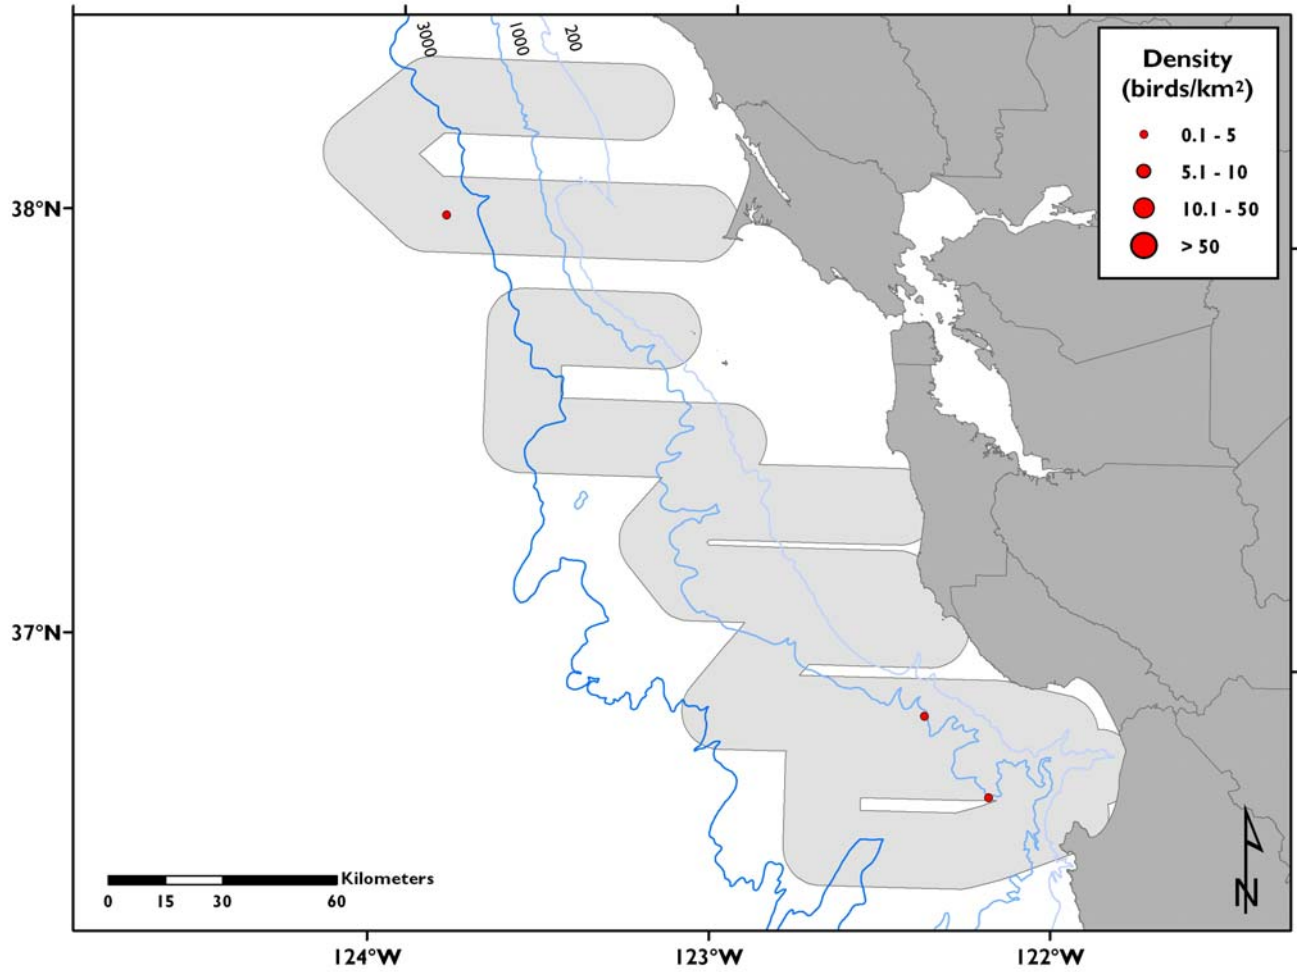 3000
1000
200
Density
(birds/km²)
0.1 - 5
5.1 - 10
10.1 - 50
> 50
38°N
37°N
Kilometers
0 15 30 60
N
124°W 123°W 122°W